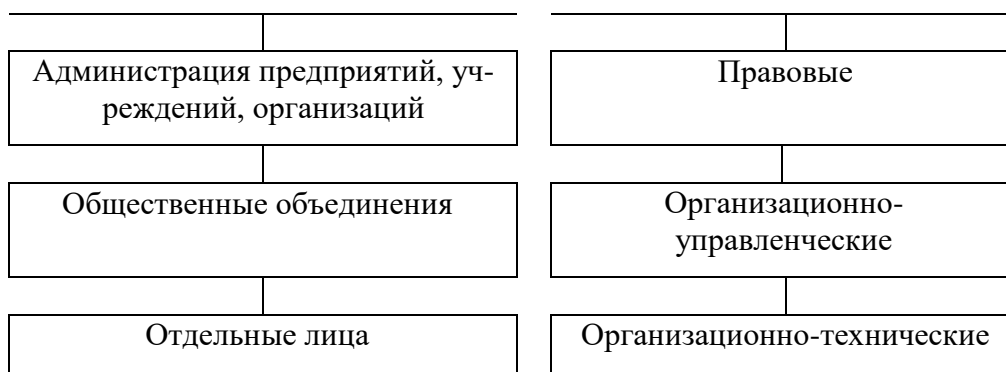 Администрация предприятий, уч-
реждений, организаций
Правовые
Общественные объединения
Организационно-
управленческие
Отдельные лица
Организационно-технические